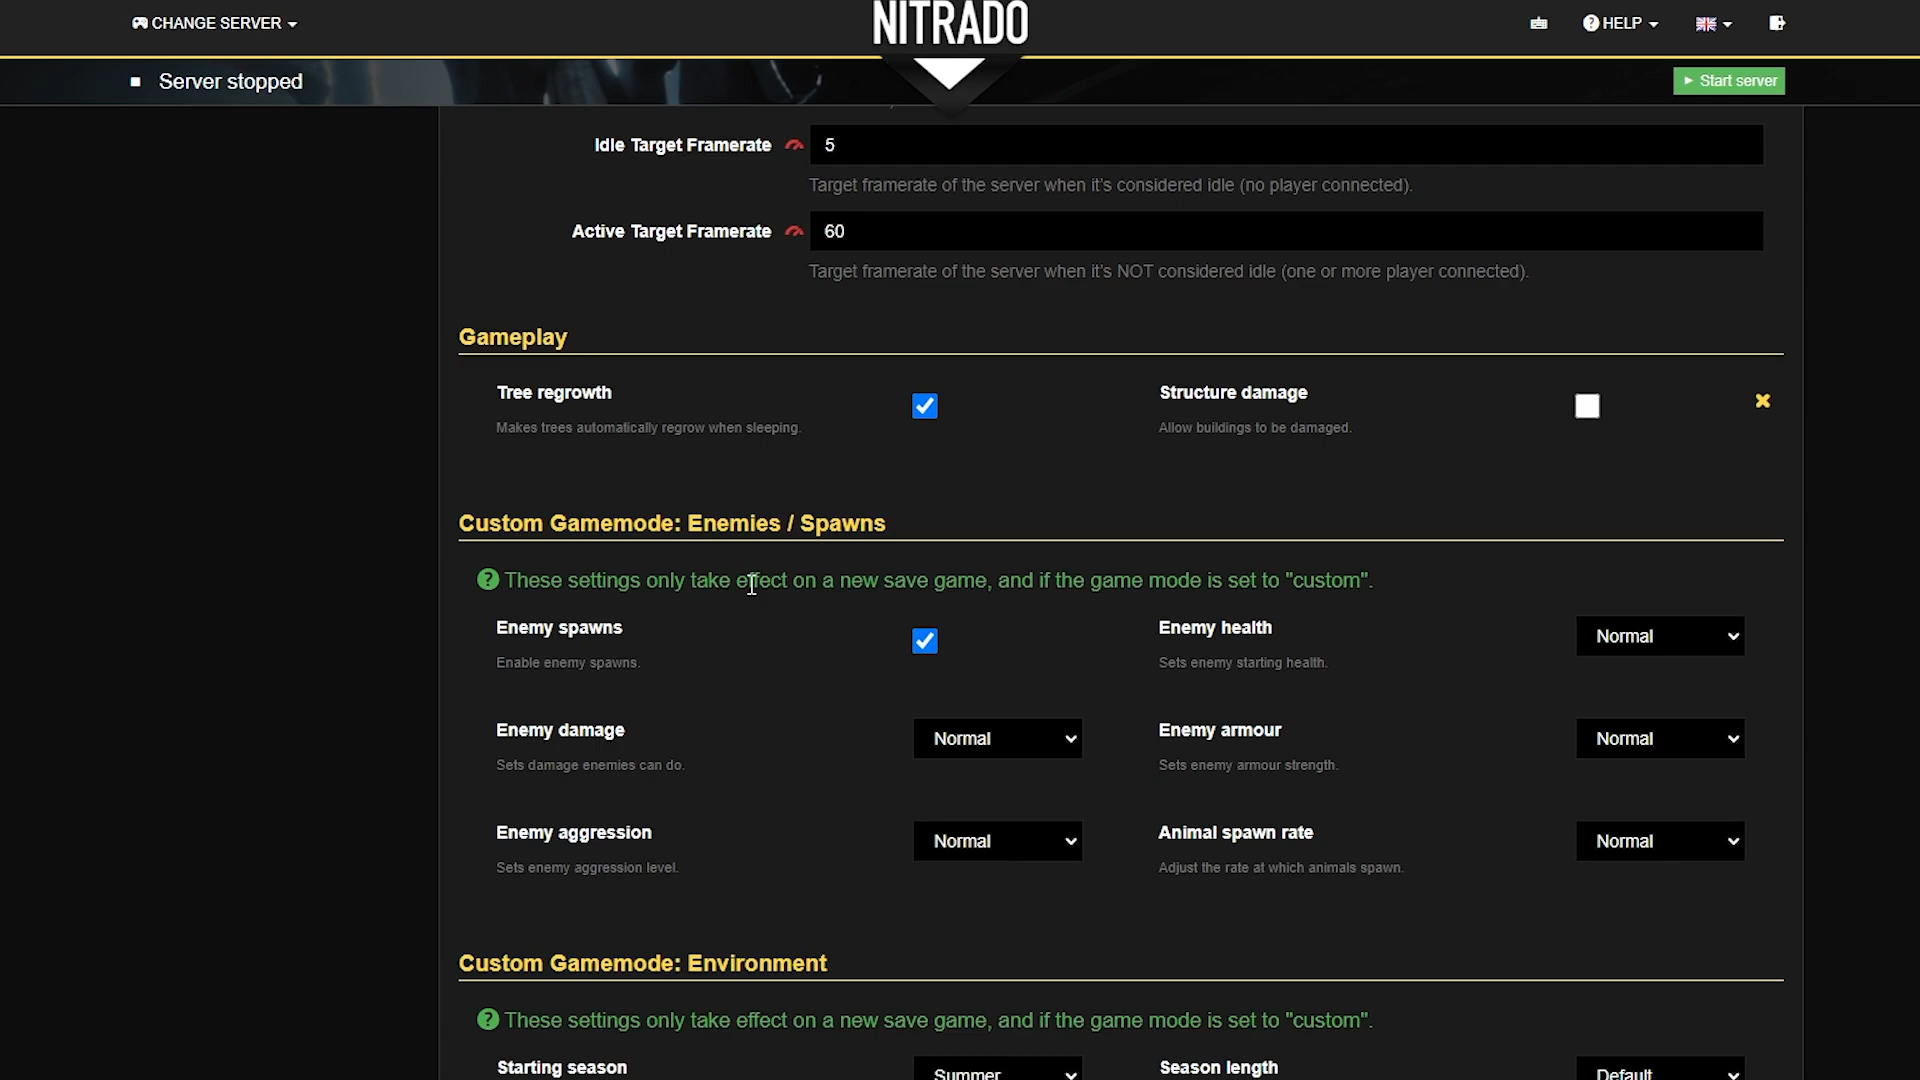 CHANGE SERVER
NITRADO
HELP
Server stopped
Start server
Idle Target Framerate
5
Target framerate of the server when it's considered idle (no player connected).
Active Target Framerate
60
Target framerate of the server when it's NOT considered idle (one or more player connected).
Gameplay
Tree regrowth
Makes trees automatically regrow when sleeping.
Structure damage
Allow buildings to be damaged.
Custom Gamemode: Enemies / Spawns
These settings only take effect on a new save game, and if the game mode is set to "custom".
Enemy spawns
Enable enemy spawns.
Enemy health
Normal
Sets enemy starting health.
Enemy damage
Normal
Sets damage enemies can do.
Enemy armour
Normal
Sets enemy armour strength.
Enemy aggression
Normal
Sets enemy aggression level.
Animal spawn rate
Normal
Adjust the rate at which animals spawn.
Custom Gamemode: Environment
These settings only take effect on a new save game, and if the game mode is set to "custom".
Starting season
Summer
Season length
Default